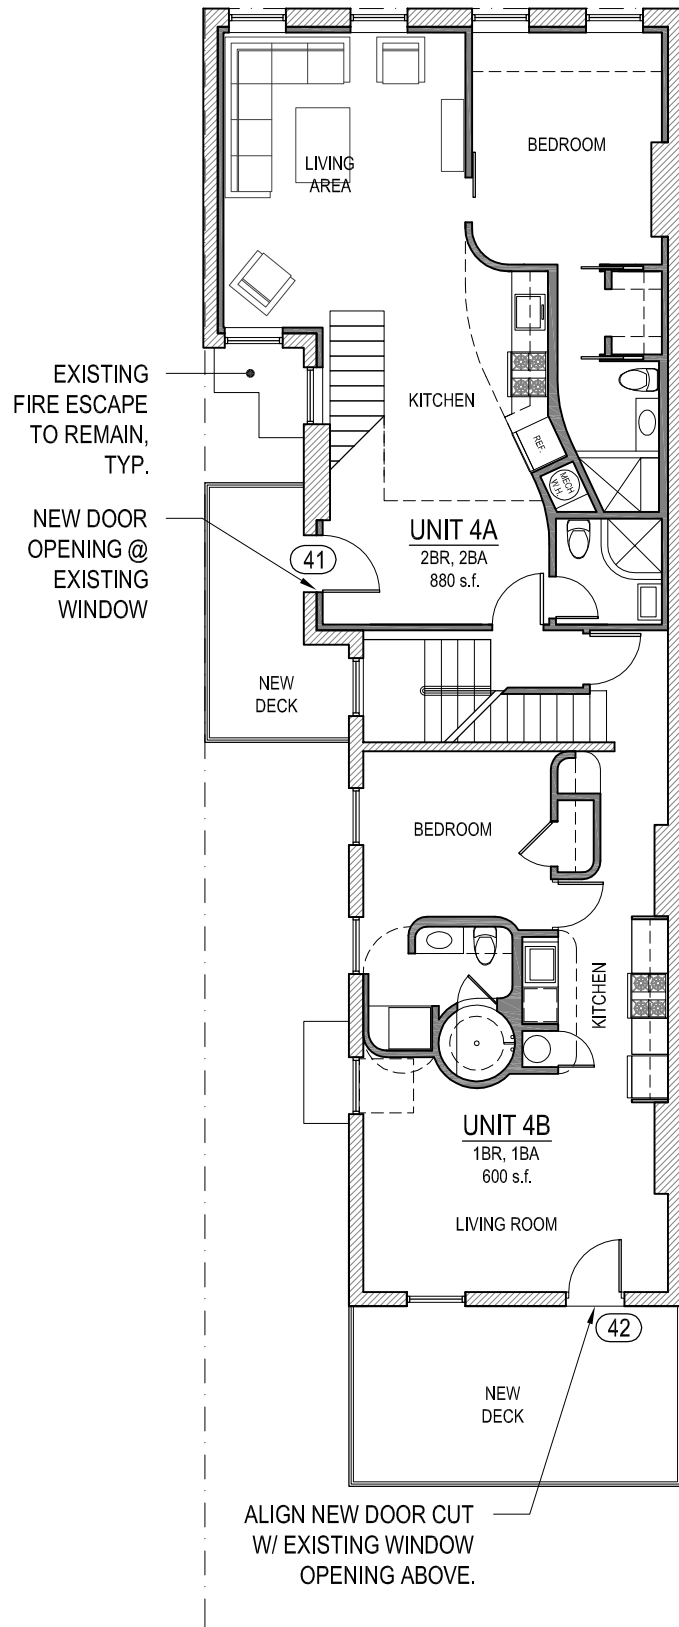 BEDROOM
LIVING
AREA
EXISTING
FIRE ESCAPE
TO REMAIN,
TYP.
KITCHEN
REF.
MECH
W.H.
NEW DOOR
OPENING @
EXISTING
WINDOW
41
UNIT 4A
2BR, 2BA
880 s.f.
NEW
DECK
BEDROOM
KITCHEN
UNIT 4B
1BR, 1BA
600 s.f.
LIVING ROOM
42
NEW
DECK
ALIGN NEW DOOR CUT
W/ EXISTING WINDOW
OPENING ABOVE.